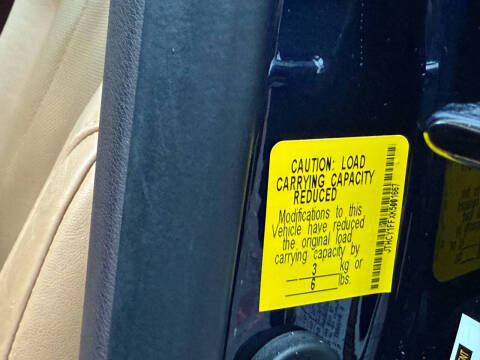 CAUTION: LOAD
CARRYING CAPACITY
REDUCED
Modifications to this
Vehicle have reduced
the original load
carrying capacity by
3 kg or
6 lbs.
JTHC11FFXK5001667